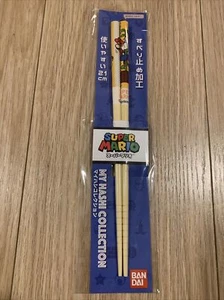 すべり止め加工
使いやすい21cm
SUPER
MARIO
スーパーマリオ
MY HASHI COLLECTION
マイハシコレクション
BAN
DAI